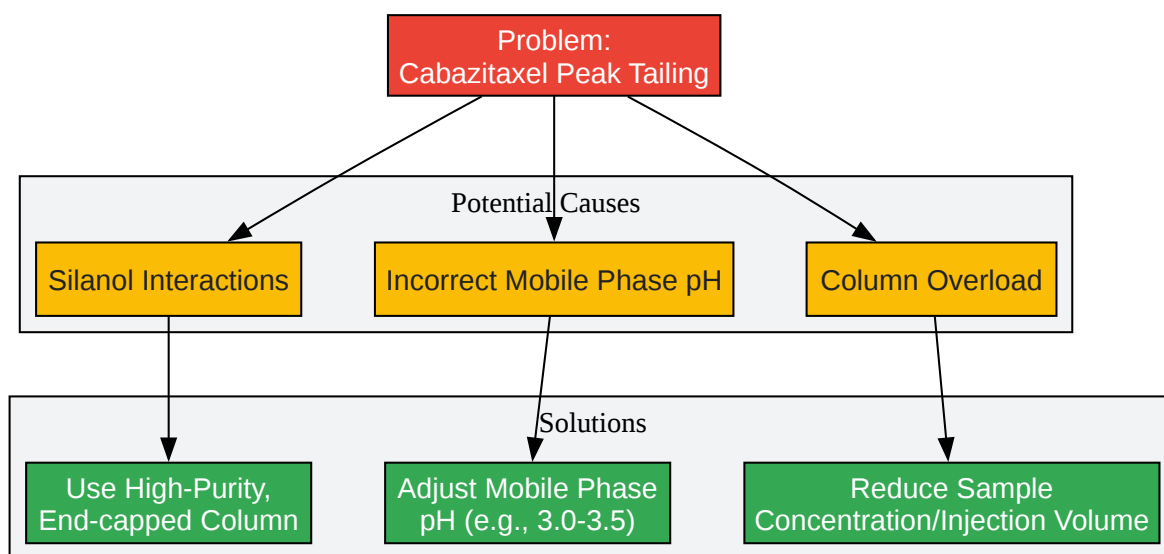 Problem:
Cabazitaxel Peak Tailing
Potential Causes
Silanol Interactions
Incorrect Mobile Phase pH
Column Overload
Solutions
Use High-Purity,
End-capped Column
Adjust Mobile Phase
pH (e.g., 3.0-3.5)
Reduce Sample
Concentration/Injection Volume